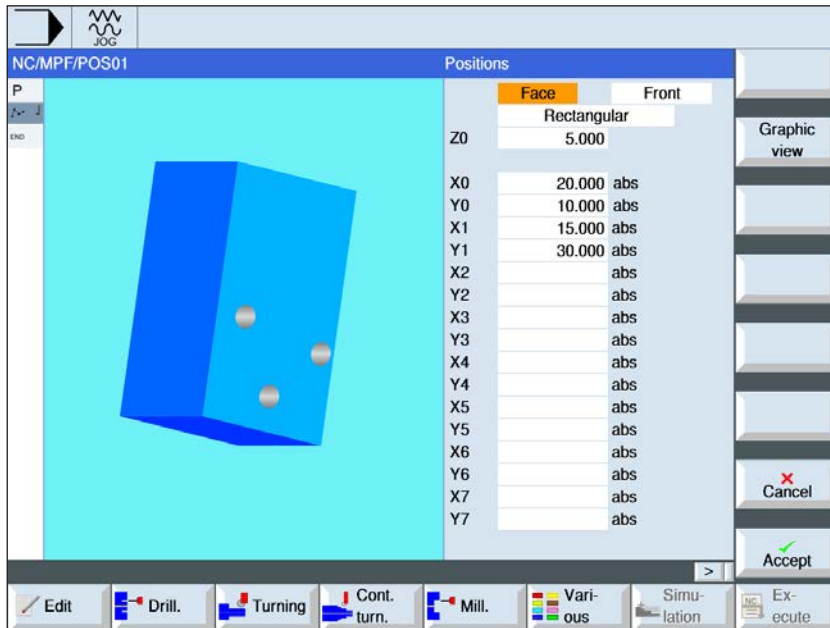 JOG
NC/MPF/POS01
Positions
P
END
Face Front
Rectangular
Z0 5.000
X0 20.000 abs
Y0 10.000 abs
X1 15.000 abs
Y1 30.000 abs
X2 abs
Y2 abs
X3 abs
Y3 abs
X4 abs
Y4 abs
X5 abs
Y5 abs
X6 abs
Y6 abs
X7 abs
Y7 abs
Graphic
view
Cancel
Accept
>
Edit
Drill.
Turning
Cont.
turn.
Mill.
Vari-
ous
Simu-
lation
NC
Ex-
ecute